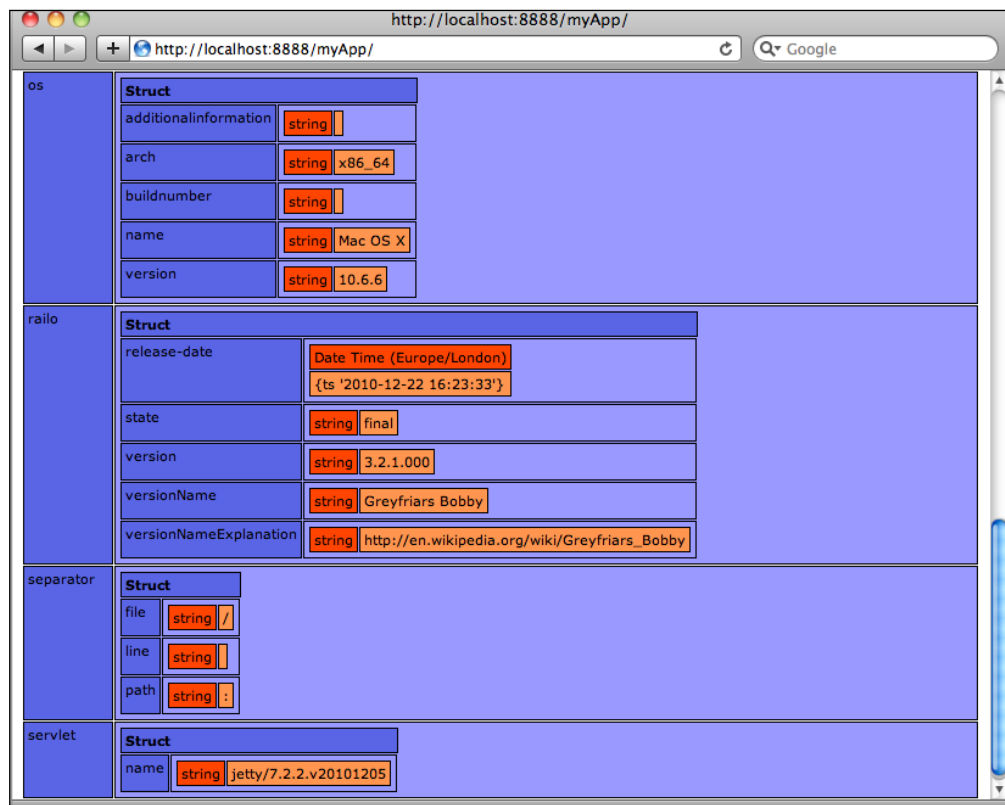 http://localhost:8888/myApp/
http://localhost:8888/myApp/
Google
os
Struct
additionalinformation string
arch string x86_64
buildnumber string
name string Mac OS X
version string 10.6.6
railo
Struct
release-date Date Time (Europe/London)
{ts '2010-12-22 16:23:33'}
state string final
version string 3.2.1.000
versionName string Greyfriars Bobby
versionNameExplanation string http://en.wikipedia.org/wiki/Greyfriars_Bobby
separator
Struct
file string /
line string
path string :
servlet
Struct
name string jetty/7.2.2.v20101205